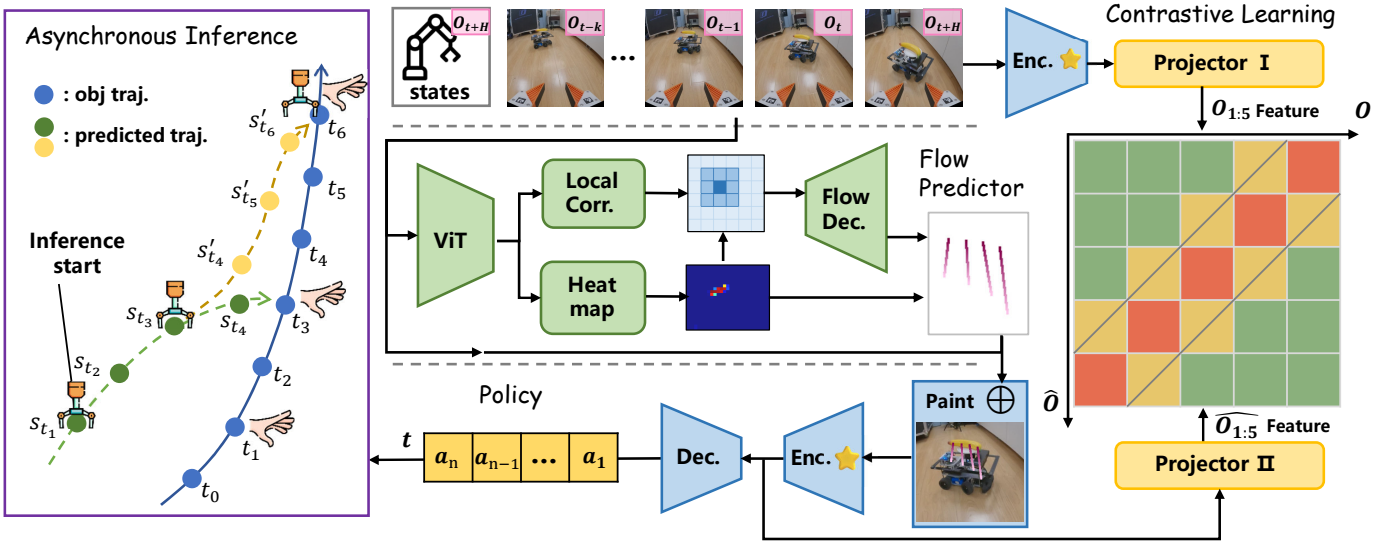 Asynchronous Inference
: obj traj.
: predicted traj.
Inference
start
s_{t_1}
s_{t_2}
s_{t_3}
s_{t_4}
s'_{t_4}
s'_{t_5}
s'_{t_6}
t_0
t_1
t_2
t_3
t_4
t_5
t_6
O_{t+H}
states
O_{t−k}
...
O_{t−1}
O_t
O_{t+H}
Enc.
Contrastive Learning
Projector I
O_{1:5} Feature
O
ViT
Local
Corr.
Heat
map
Flow
Dec.
Flow
Predictor
Policy
t
a_n
a_{n−1}
...
a_1
Dec.
Enc.
Paint
\widehat{O}
\widehat{O_{1:5}} Feature
Projector II